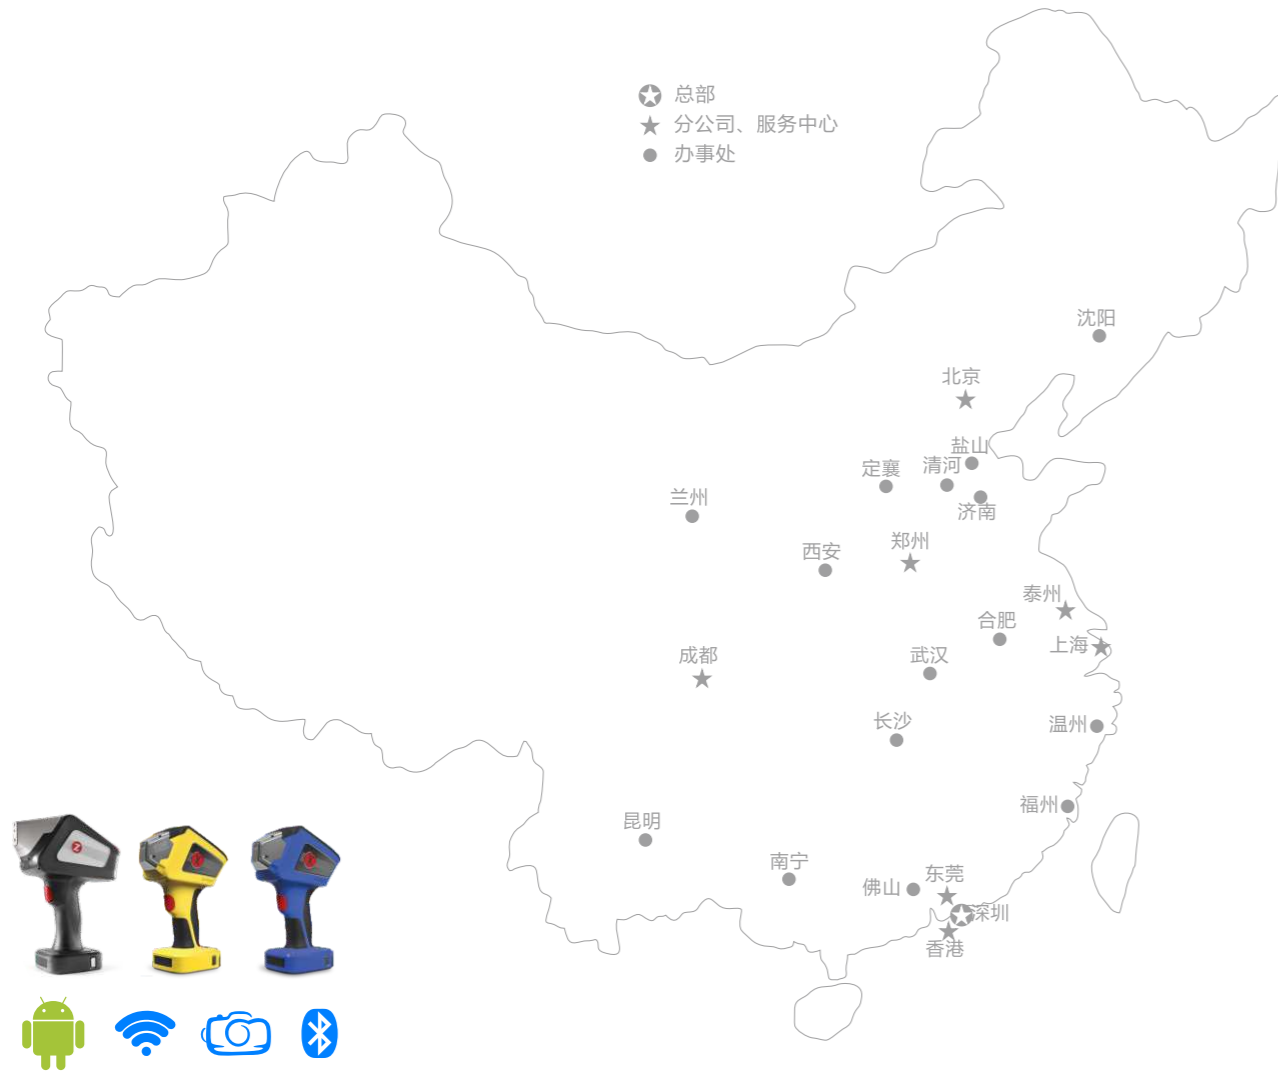 总部
分公司、服务中心
办事处
沈阳
北京
盐山
清河
定襄
济南
兰州
郑州
西安
泰州
合肥
上海
成都
武汉
长沙
温州
福州
昆明
南宁
东莞
佛山
深圳
香港